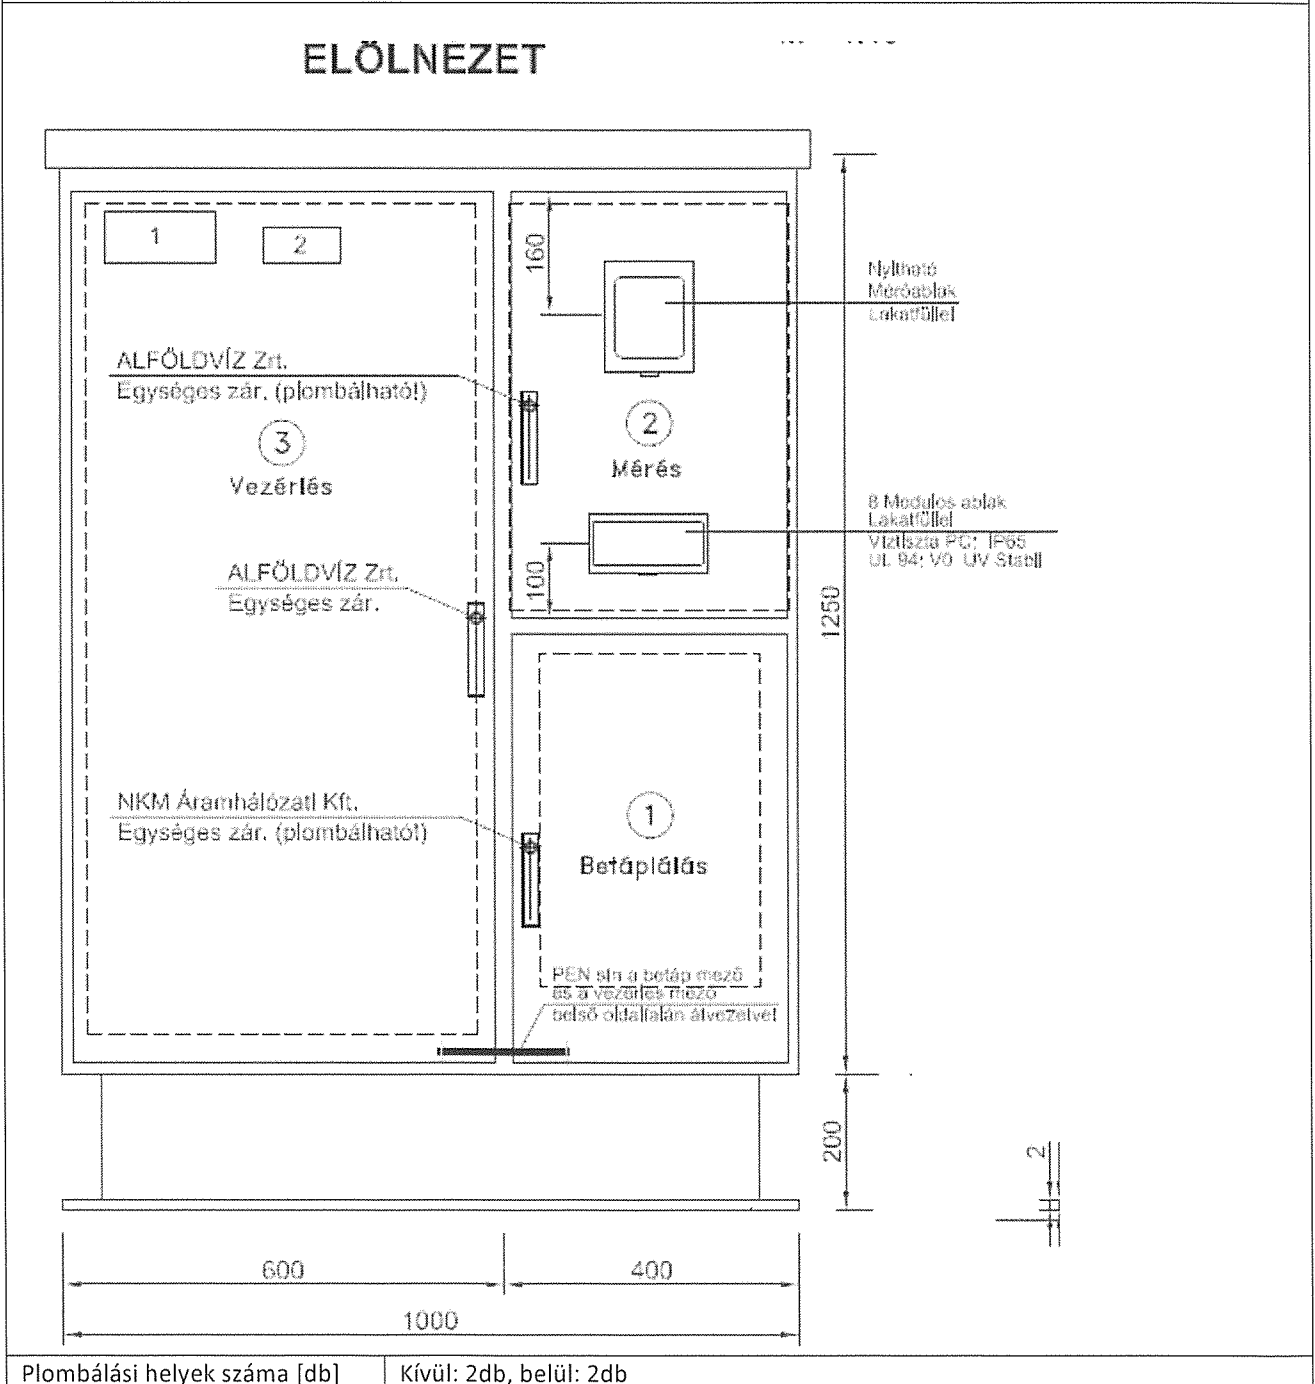 ELÖLNEZET
1
2
160
Nyitható
Mérőablak
Lakatfüllel
ALFÖLDVÍZ Zrt.
Egységes zár. (plombálható!)
3
Vezérlés
2
Mérés
8 Modulos ablak
Lakatfüllel
Víztiszta PC; IP65
UL 94; V0 UV Stabil
100
ALFÖLDVÍZ Zrt.
Egységes zár.
1250
NKM Áramhálózati Kft.
Egységes zár. (plombálható!)
1
Betáplálás
PEN sín a betáp mező
és a vezérlés mező
belső oldalfalán átvezetve!
200
2
600
400
1000
Plombálási helyek száma [db]
Kívül: 2db, belül: 2db